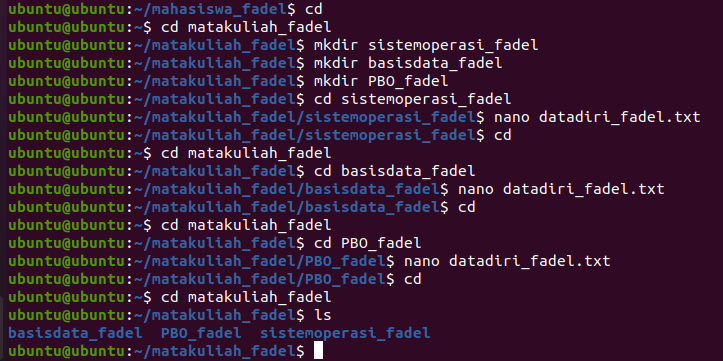 ubuntu@ubuntu:~/mahasiswa_fadel$ cd
ubuntu@ubuntu:~$ cd matakuliah_fadel
ubuntu@ubuntu:~/matakuliah_fadel$ mkdir sistemoperasi_fadel
ubuntu@ubuntu:~/matakuliah_fadel$ mkdir basisdata_fadel
ubuntu@ubuntu:~/matakuliah_fadel$ mkdir PBO_fadel
ubuntu@ubuntu:~/matakuliah_fadel$ cd sistemoperasi_fadel
ubuntu@ubuntu:~/matakuliah_fadel/sistemoperasi_fadel$ nano datadiri_fadel.txt
ubuntu@ubuntu:~/matakuliah_fadel/sistemoperasi_fadel$ cd
ubuntu@ubuntu:~$ cd matakuliah_fadel
ubuntu@ubuntu:~/matakuliah_fadel$ cd basisdata_fadel
ubuntu@ubuntu:~/matakuliah_fadel/basisdata_fadel$ nano datadiri_fadel.txt
ubuntu@ubuntu:~/matakuliah_fadel/basisdata_fadel$ cd
ubuntu@ubuntu:~$ cd matakuliah_fadel
ubuntu@ubuntu:~/matakuliah_fadel$ cd PBO_fadel
ubuntu@ubuntu:~/matakuliah_fadel/PBO_fadel$ nano datadiri_fadel.txt
ubuntu@ubuntu:~/matakuliah_fadel/PBO_fadel$ cd
ubuntu@ubuntu:~$ cd matakuliah_fadel
ubuntu@ubuntu:~/matakuliah_fadel$ ls
basisdata_fadel  PBO_fadel  sistemoperasi_fadel
ubuntu@ubuntu:~/matakuliah_fadel$